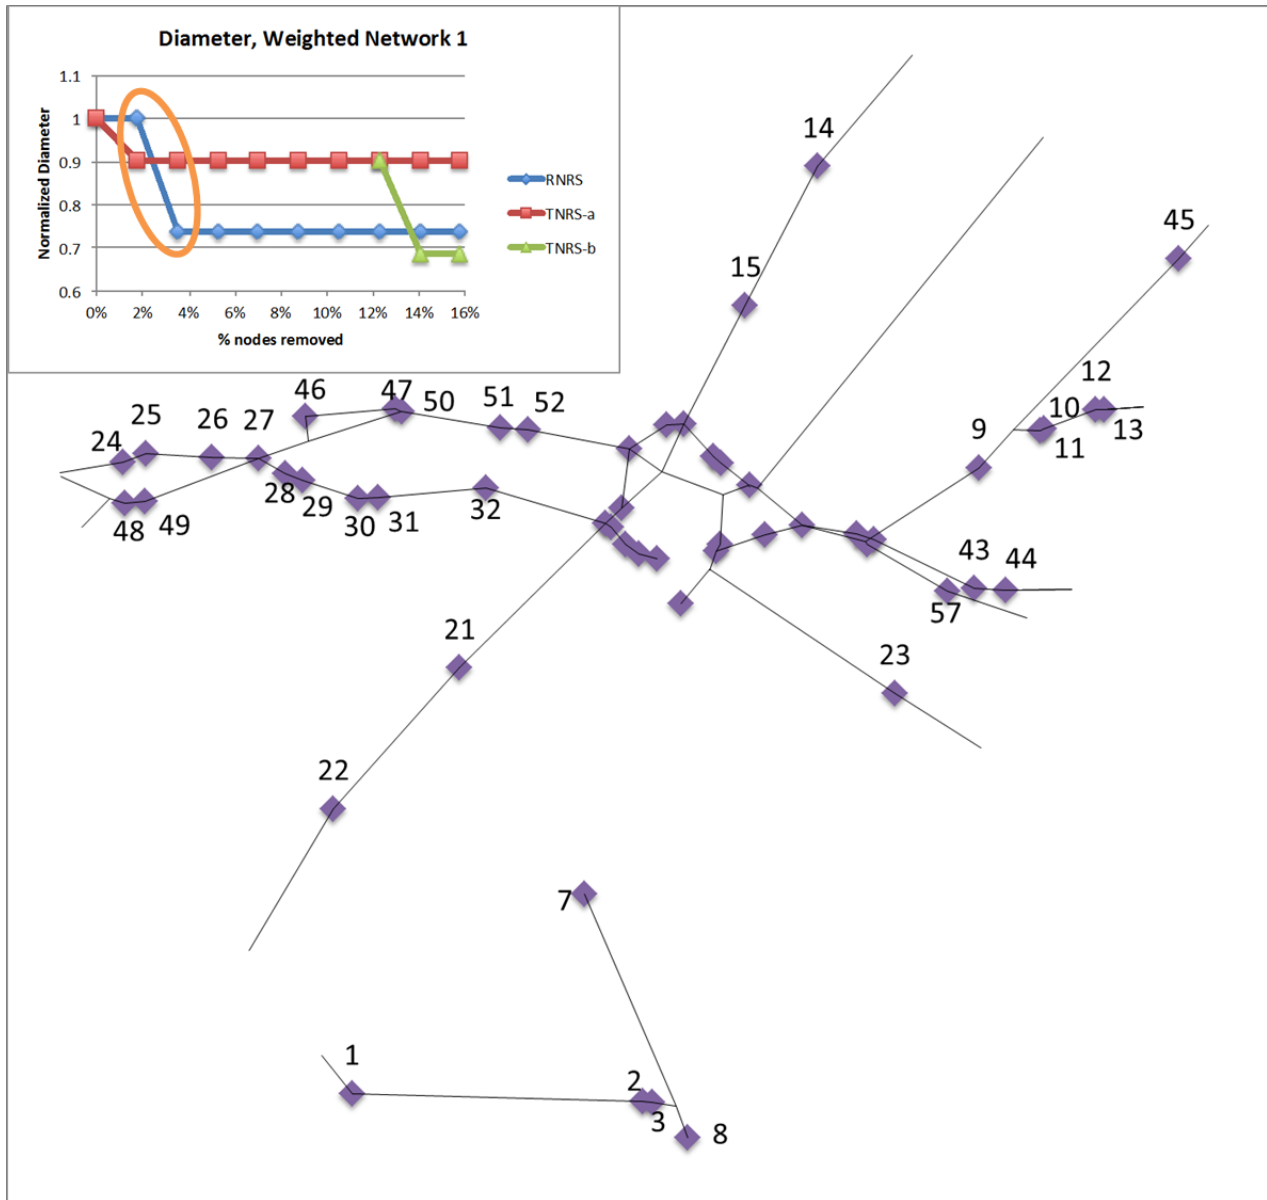 Diameter, Weighted Network 1
Normalized Diameter
1.1
1
0.9
0.8
0.7
0.6
0% 2% 4% 6% 8% 10% 12% 14% 16%
% nodes removed
RNRS
TNRS-a
TNRS-b
14
45
15
12
46 47 50 51 52
10
25 26 27
9
11 13
24
28 29 30 31 32
48 49
43 44
57
21
23
22
7
1
2
3 8